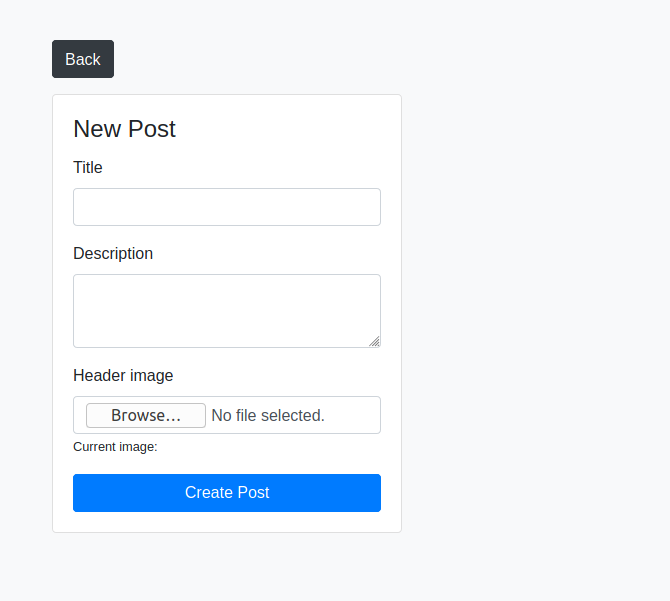 Back
New Post
Title
Description
Header image
Browse... No file selected.
Current image:
Create Post